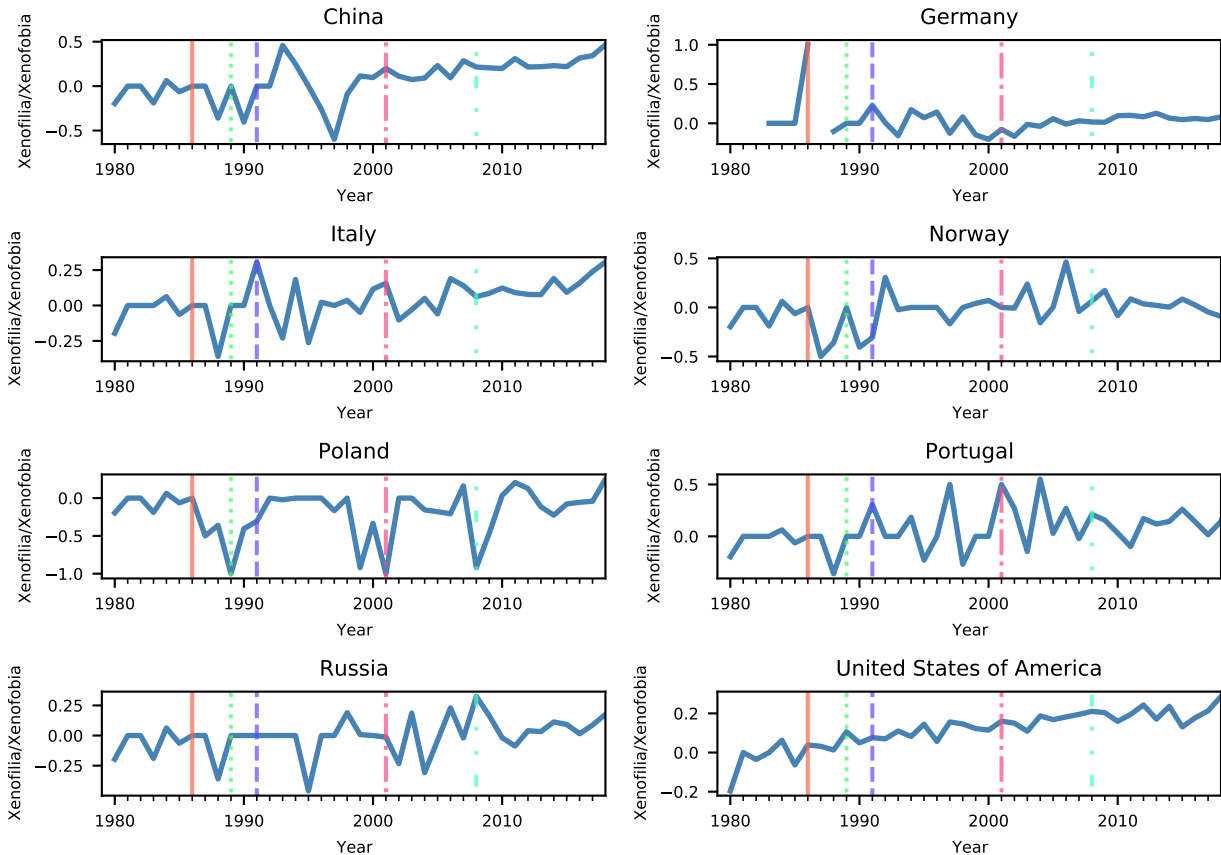 China
Xenofilia/Xenofobia
0.5
0.0
−0.5
1980 1990 2000 2010
Year
Germany
Xenofilia/Xenofobia
1.0
0.5
0.0
1980 1990 2000 2010
Year
Italy
Xenofilia/Xenofobia
0.25
0.00
−0.25
1980 1990 2000 2010
Year
Norway
Xenofilia/Xenofobia
0.5
0.0
−0.5
1980 1990 2000 2010
Year
Poland
Xenofilia/Xenofobia
0.0
−0.5
−1.0
1980 1990 2000 2010
Year
Portugal
Xenofilia/Xenofobia
0.5
0.0
1980 1990 2000 2010
Year
Russia
Xenofilia/Xenofobia
0.25
0.00
−0.25
1980 1990 2000 2010
Year
United States of America
Xenofilia/Xenofobia
0.2
0.0
−0.2
1980 1990 2000 2010
Year